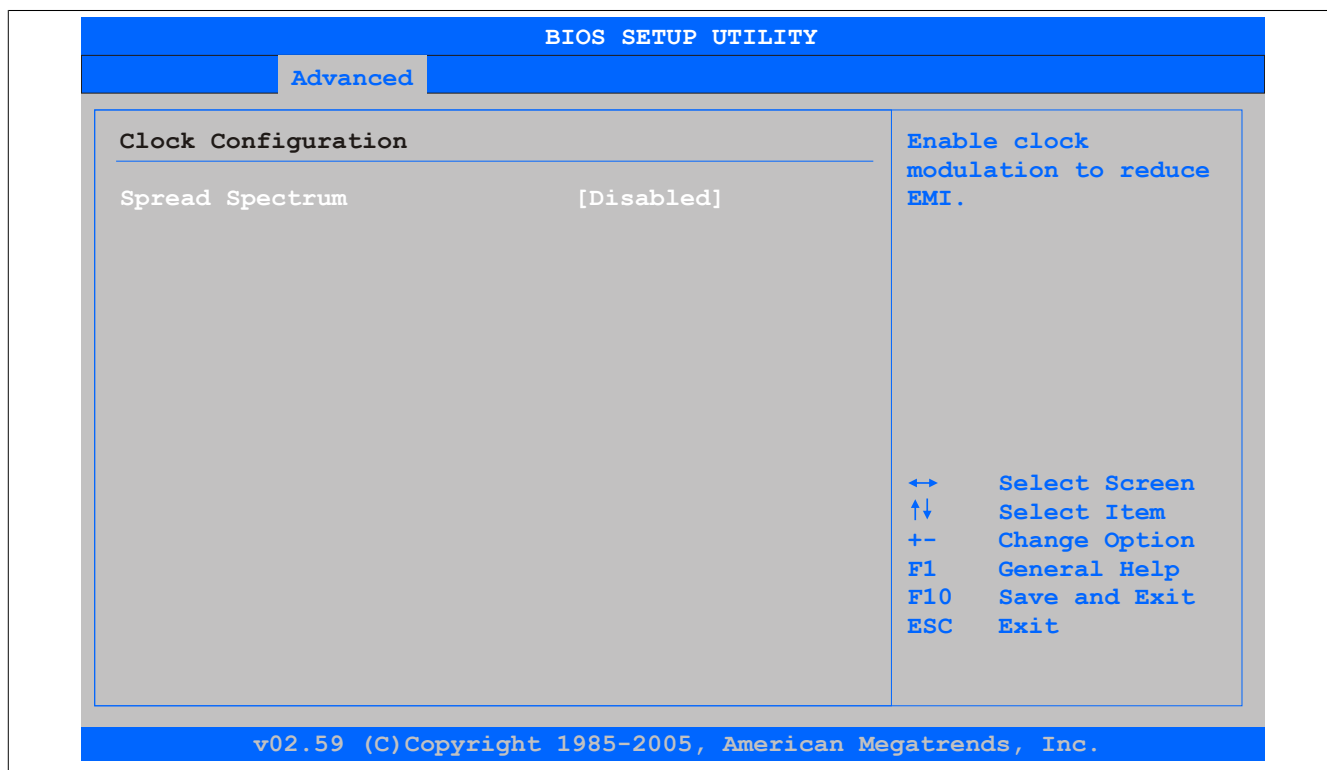 BIOS SETUP UTILITY
Advanced
Clock Configuration
Spread Spectrum [Disabled]
Enable clock
modulation to reduce
EMI.
↔ Select Screen
↑↓ Select Item
+- Change Option
F1 General Help
F10 Save and Exit
ESC Exit
v02.59 (C)Copyright 1985-2005, American Megatrends, Inc.